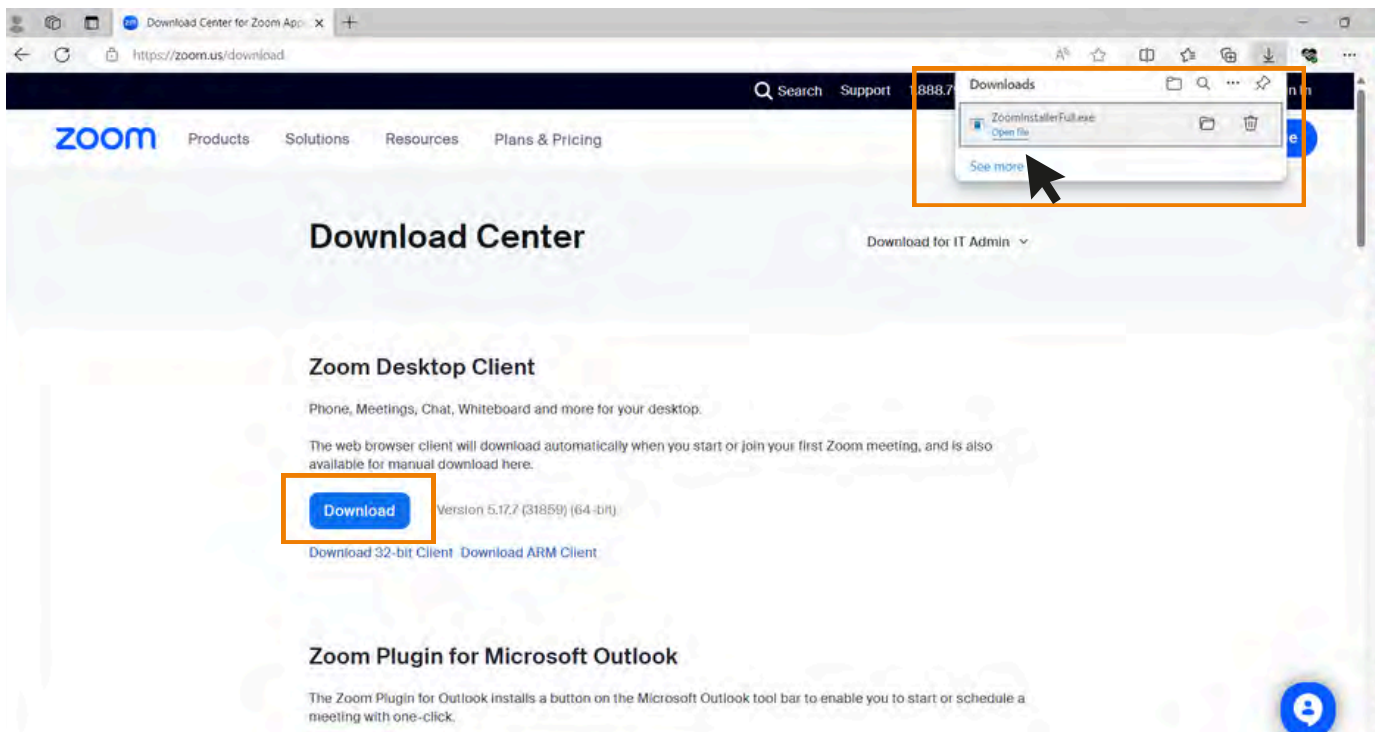 Download Center for Zoom App
https://zoom.us/download
Search Support 1.888.7
Downloads
ZoomInstallerFull.exe
Open file
See more
zoom Products Solutions Resources Plans & Pricing
Download Center
Download for IT Admin
Zoom Desktop Client
Phone, Meetings, Chat, Whiteboard and more for your desktop.
The web browser client will download automatically when you start or join your first Zoom meeting, and is also
available for manual download here.
Download Version 5.17.7 (31859) (64-bit)
Download 32-bit Client Download ARM Client
Zoom Plugin for Microsoft Outlook
The Zoom Plugin for Outlook installs a button on the Microsoft Outlook tool bar to enable you to start or schedule a
meeting with one-click.